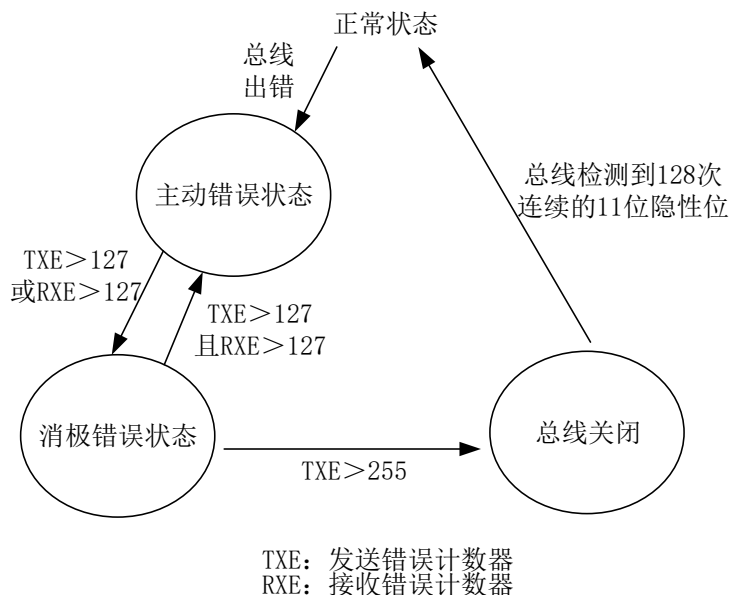 正常状态
总线
出错
主动错误状态
总线检测到128次
连续的11位隐性位
TXE＞127
或RXE＞127
TXE＞127
且RXE＞127
消极错误状态
总线关闭
TXE＞255
TXE：发送错误计数器
RXE：接收错误计数器